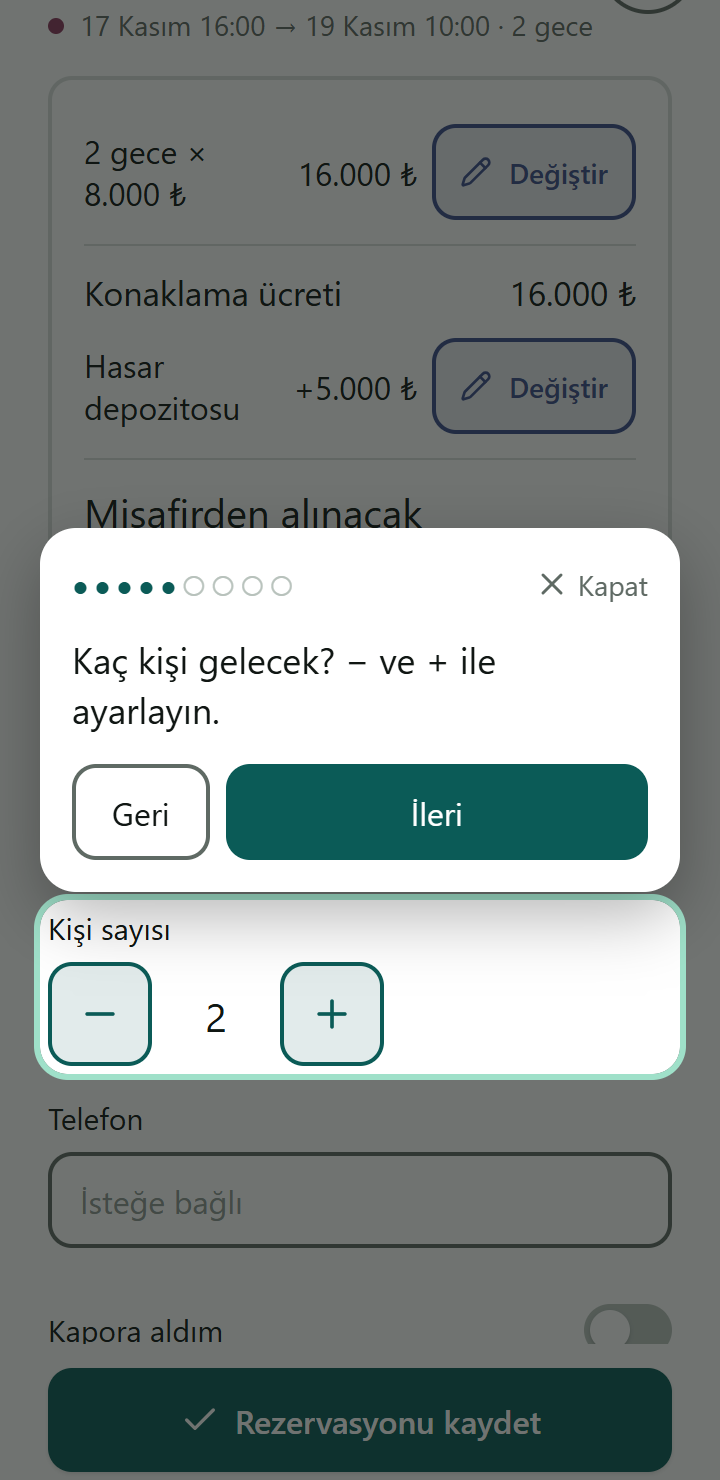 17 Kasım 16:00 → 19 Kasım 10:00 · 2 gece
2 gece ×
8.000 ₺
16.000 ₺
Değiştir
Konaklama ücreti
16.000 ₺
Hasar
depozitosu
+5.000 ₺
Değiştir
Misafirden alınacak
Kapat
Kaç kişi gelecek? − ve + ile
ayarlayın.
Geri
İleri
Kişi sayısı
−
2
+
Telefon
İsteğe bağlı
Kapora aldım
Rezervasyonu kaydet